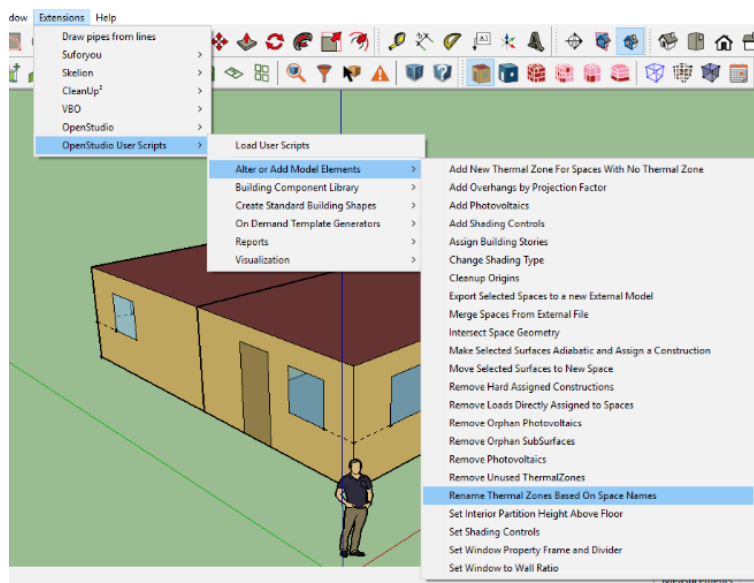 dow Extensions Help
Draw pipes from lines
Suforyou
Skelion
CleanUp³
VBO
OpenStudio
OpenStudio User Scripts
Load User Scripts
Alter or Add Model Elements
Building Component Library
Create Standard Building Shapes
On Demand Template Generators
Reports
Visualization
Add New Thermal Zone For Spaces With No Thermal Zone
Add Overhangs by Projection Factor
Add Photovoltaics
Add Shading Controls
Assign Building Stories
Change Shading Type
Cleanup Origins
Export Selected Spaces to a new External Model
Merge Spaces From External File
Intersect Space Geometry
Make Selected Surfaces Adiabatic and Assign a Construction
Move Selected Surfaces to New Space
Remove Hard Assigned Constructions
Remove Loads Directly Assigned to Spaces
Remove Orphan Photovoltaics
Remove Orphan SubSurfaces
Remove Photovoltaics
Remove Unused ThermalZones
Rename Thermal Zones Based On Space Names
Set Interior Partition Height Above Floor
Set Shading Controls
Set Window Property Frame and Divider
Set Window to Wall Ratio
Measurements